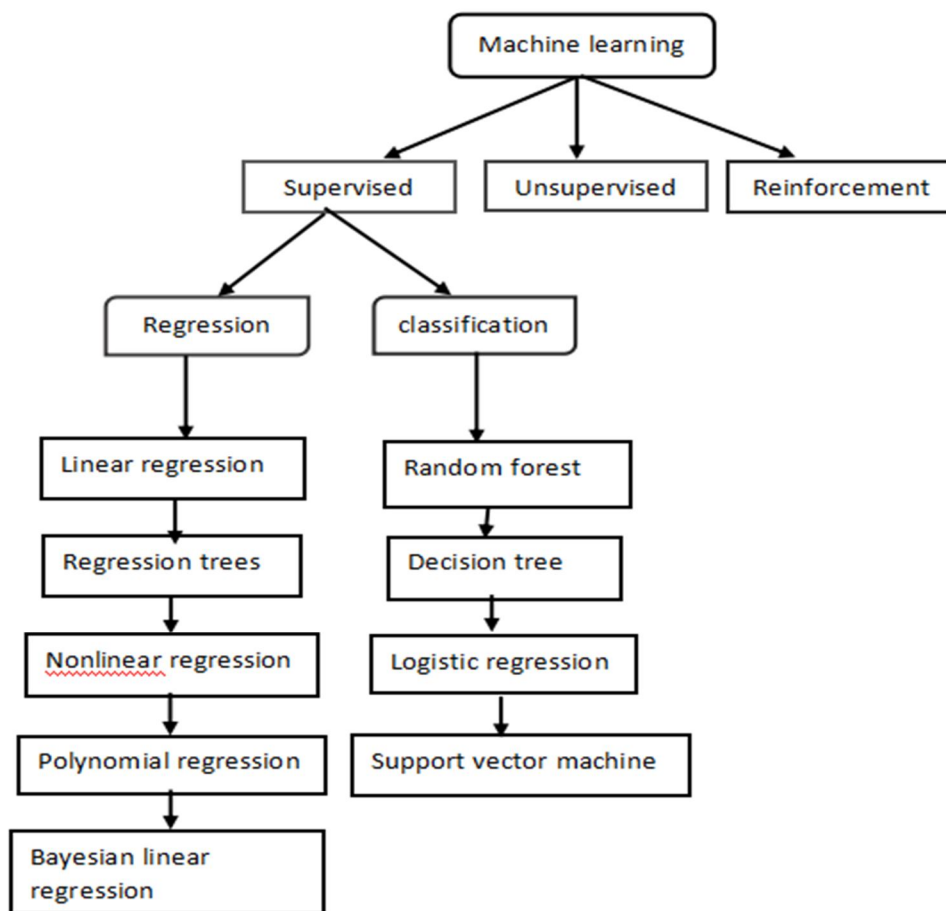 Machine learning
Supervised
Unsupervised
Reinforcement
Regression
classification
Linear regression
Random forest
Regression trees
Decision tree
Nonlinear regression
Logistic regression
Polynomial regression
Support vector machine
Bayesian linear
regression